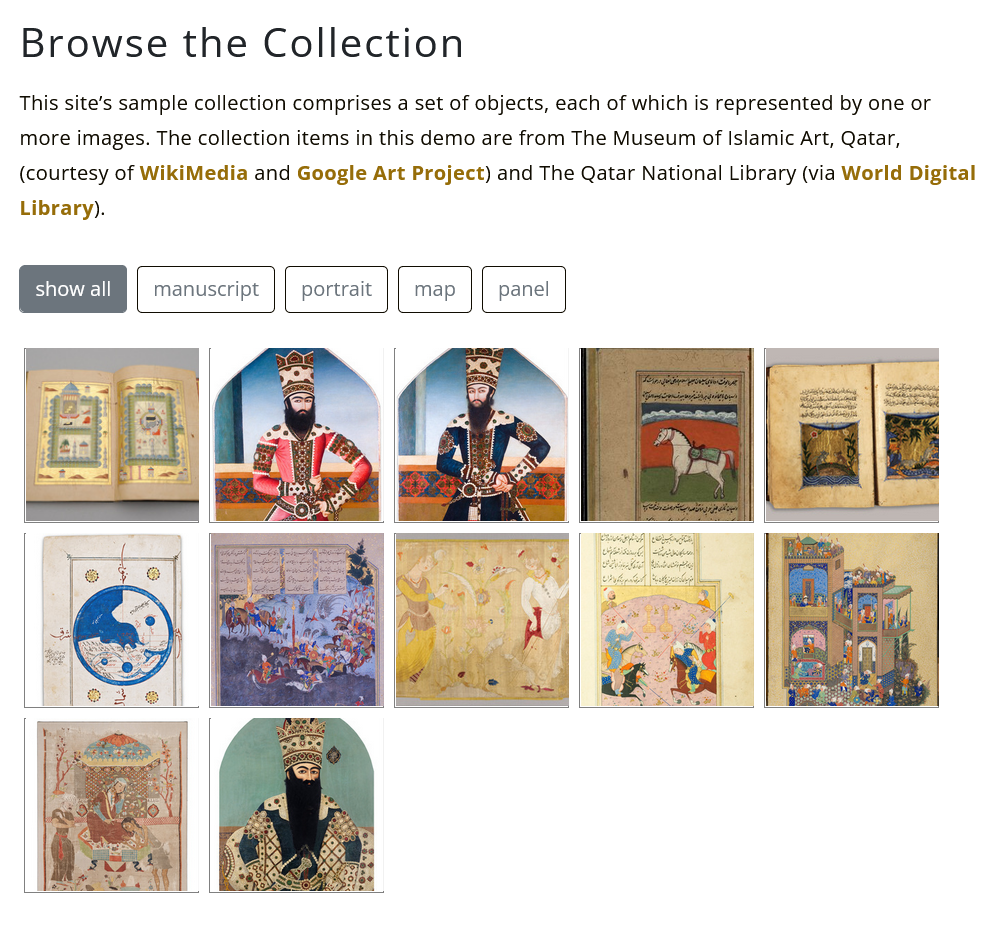 Browse the Collection
This site’s sample collection comprises a set of objects, each of which is represented by one or
more images. The collection items in this demo are from The Museum of Islamic Art, Qatar,
(courtesy of WikiMedia and Google Art Project) and The Qatar National Library (via World Digital
Library).
show all
manuscript
portrait
map
panel